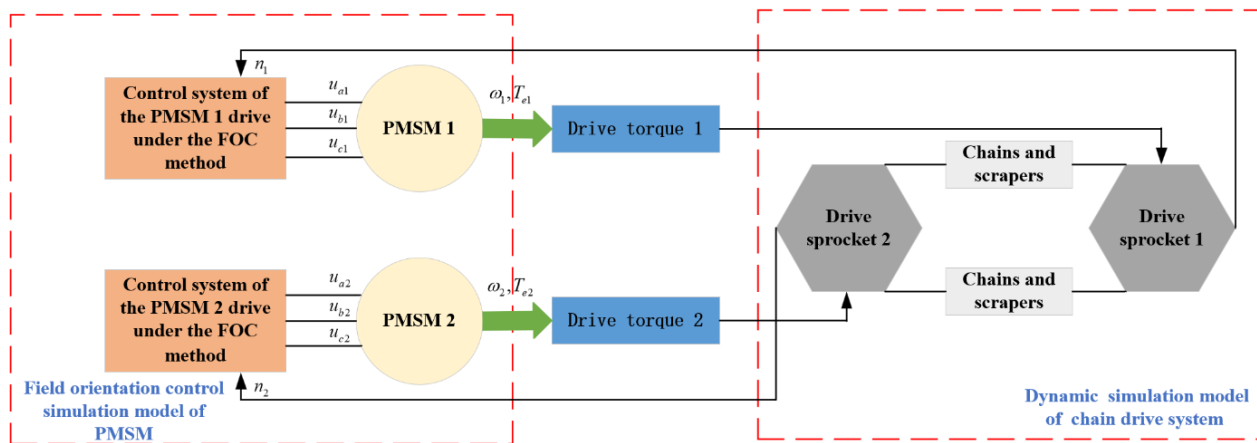 n1
Control system of
the PMSM 1 drive
under the FOC
method
ua1
ub1
uc1
PMSM 1
ω1,Te1
Drive torque 1
Chains and
scrapers
Drive
sprocket 2
Drive
sprocket 1
Chains and
scrapers
Control system of
the PMSM 2 drive
under the FOC
method
ua2
ub2
uc2
PMSM 2
ω2,Te2
Drive torque 2
n2
Field orientation control
simulation model of
PMSM
Dynamic simulation model
of chain drive system